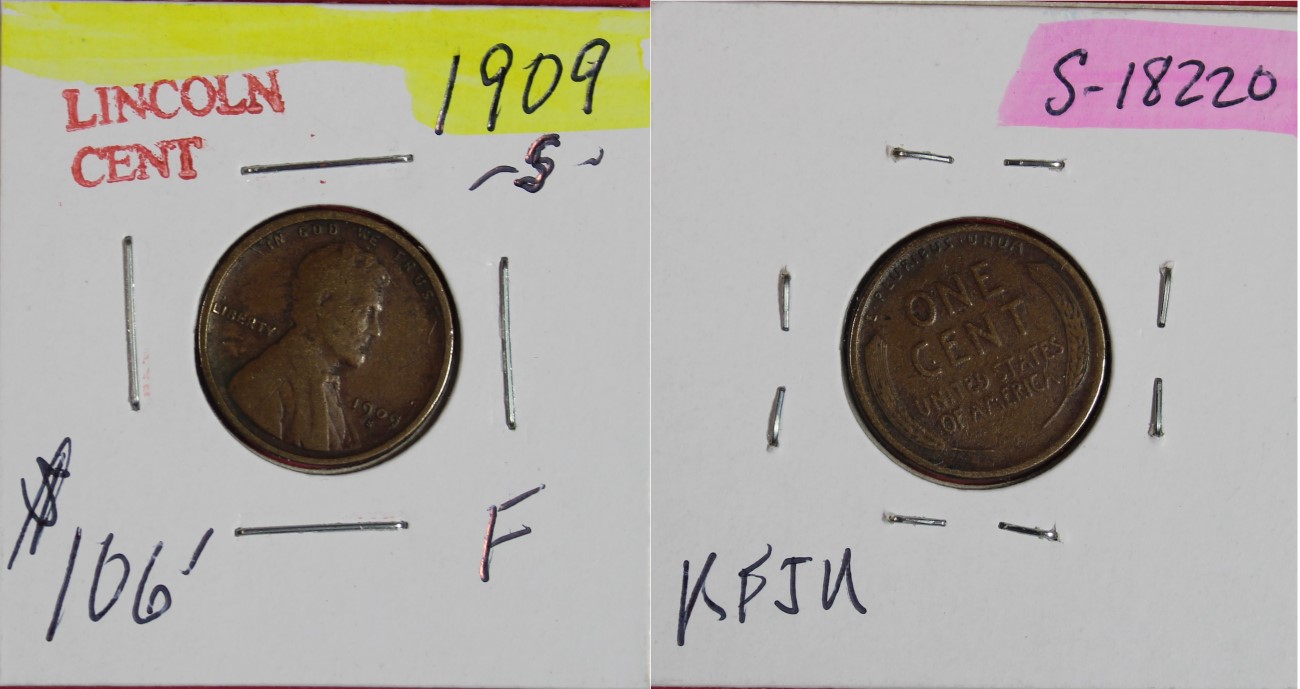 LINCOLN
CENT
1909
-S-
IN GOD WE TRUST
LIBERTY
1909
S
$106'
F
S-18220
E PLURIBUS UNUM
ONE
CENT
UNITED STATES
OF AMERICA